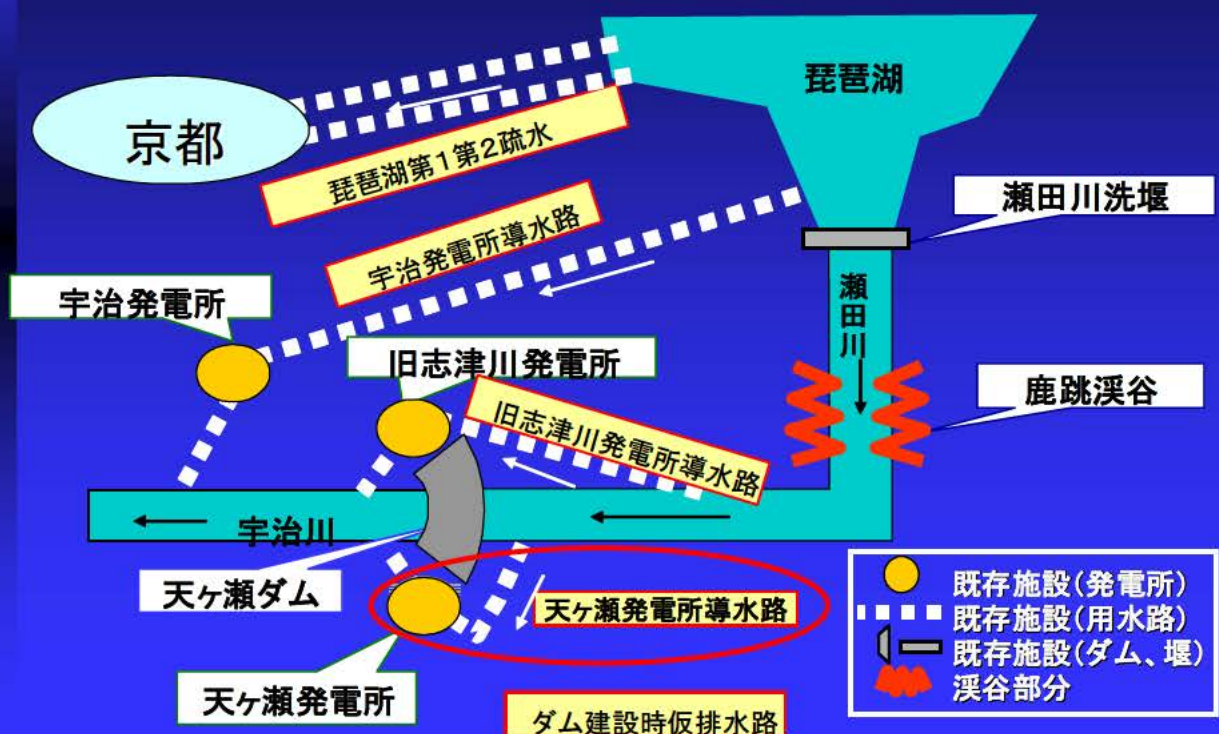 琵琶湖
京都
琵琶湖第1第2疏水
瀬田川洗堰
宇治発電所導水路
瀬田川
宇治発電所
旧志津川発電所
鹿跳渓谷
旧志津川発電所導水路
宇治川
天ヶ瀬ダム
天ヶ瀬発電所導水路
天ヶ瀬発電所
ダム建設時仮排水路
既存施設(発電所)
既存施設(用水路)
既存施設(ダム、堰)
渓谷部分